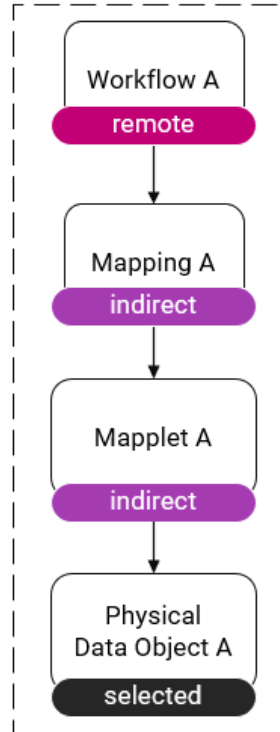 Workflow A
remote
Mapping A
indirect
Mapplet A
indirect
Physical
Data Object A
selected